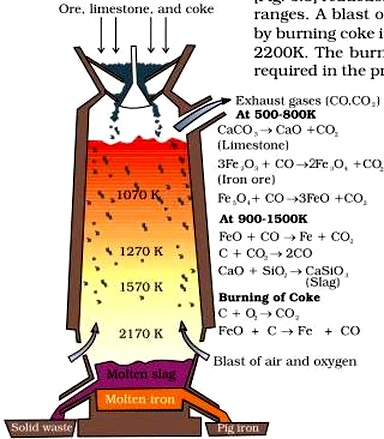 Ore, limestone, and coke
ranges. A blast o
by burning coke i
2200K. The burn
required in the pr
Exhaust gases (CO,CO₂)
At 500-800K
CaCO₃ → CaO + CO₂
(Limestone)
3Fe₂O₃ + CO →2Fe₃O₄ +CO₂
(Iron ore)
Fe₃O₄+ CO →3FeO +CO₂
At 900-1500K
FeO + CO → Fe + CO₂
C + CO₂→ 2CO
CaO + SiO₂→ CaSiO₃
(Slag)
Burning of Coke
C + O₂→ CO₂
FeO + C → Fe + CO
1070 K
1270 K
1570 K
2170 K
Blast of air and oxygen
Molten slag
Molten iron
Solid waste
Pig iron